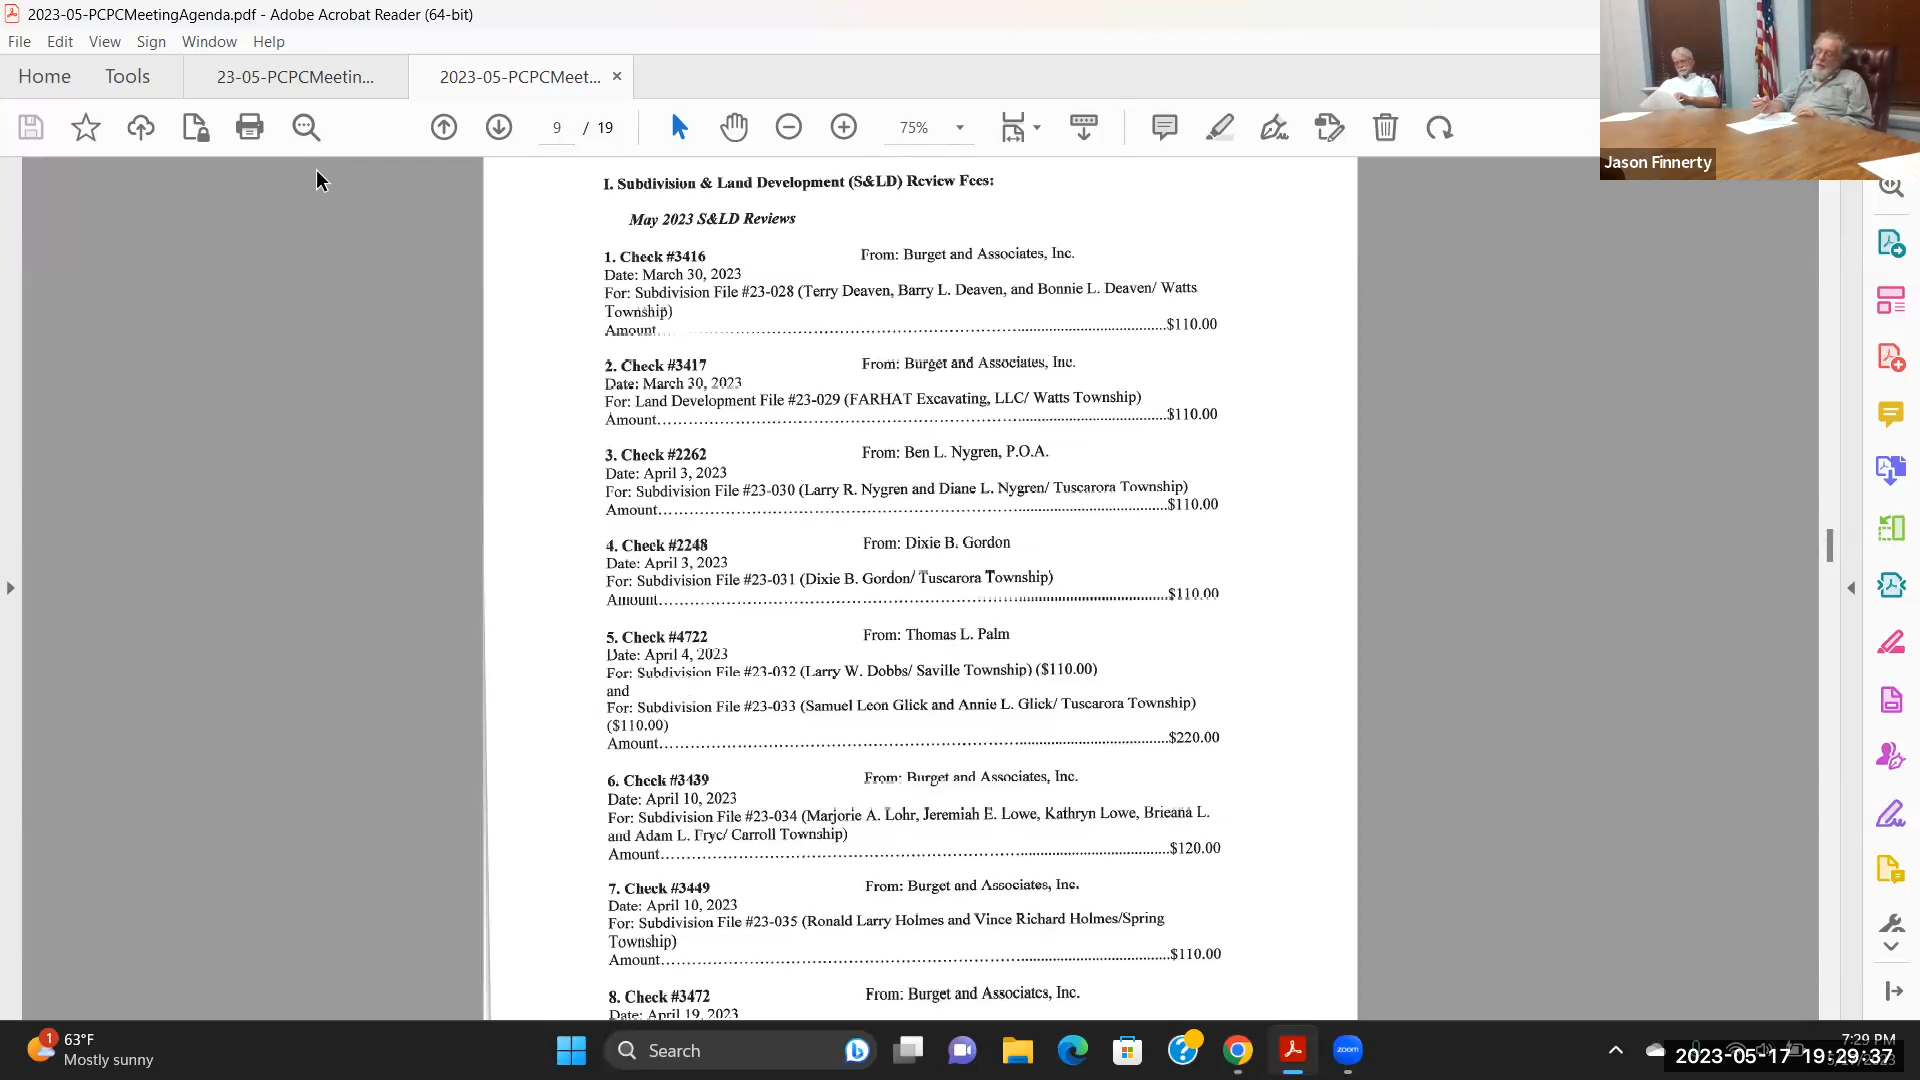 2023-05-PCPCMeetingAgenda.pdf - Adobe Acrobat Reader (64-bit)
File Edit View Sign Window Help
Home Tools 23-05-PCPCMeetin... 2023-05-PCPCMeet... ×
9 / 19 75%
Jason Finnerty
I. Subdivision & Land Development (S&LD) Review Fees:
May 2023 S&LD Reviews
1. Check #3416 From: Burget and Associates, Inc.
Date: March 30, 2023
For: Subdivision File #23-028 (Terry Deaven, Barry L. Deaven, and Bonnie L. Deaven/ Watts
Township)
Amount...$110.00
2. Check #3417 From: Burget and Associates, Inc.
Date: March 30, 2023
For: Land Development File #23-029 (FARHAT Excavating, LLC/ Watts Township)
Amount...$110.00
3. Check #2262 From: Ben L. Nygren, P.O.A.
Date: April 3, 2023
For: Subdivision File #23-030 (Larry R. Nygren and Diane L. Nygren/ Tuscarora Township)
Amount...$110.00
4. Check #2248 From: Dixie B. Gordon
Date: April 3, 2023
For: Subdivision File #23-031 (Dixie B. Gordon/ Tuscarora Township)
Amount...$110.00
5. Check #4722 From: Thomas L. Palm
Date: April 4, 2023
For: Subdivision File #23-032 (Larry W. Dobbs/ Saville Township) ($110.00)
and
For: Subdivision File #23-033 (Samuel Leon Glick and Annie L. Glick/ Tuscarora Township)
($110.00)
Amount...$220.00
6. Check #3439 From: Burget and Associates, Inc.
Date: April 10, 2023
For: Subdivision File #23-034 (Marjorie A. Lohr, Jeremiah E. Lowe, Kathryn Lowe, Brieana L.
and Adam L. Frye/ Carroll Township)
Amount...$120.00
7. Check #3449 From: Burget and Associates, Inc.
Date: April 10, 2023
For: Subdivision File #23-035 (Ronald Larry Holmes and Vince Richard Holmes/Spring
Township)
Amount...$110.00
8. Check #3472 From: Burget and Associates, Inc.
Date: April 19, 2023
1 63°F
Mostly sunny
Search
zoom
7:29 PM
2023-05-17 19:29:37